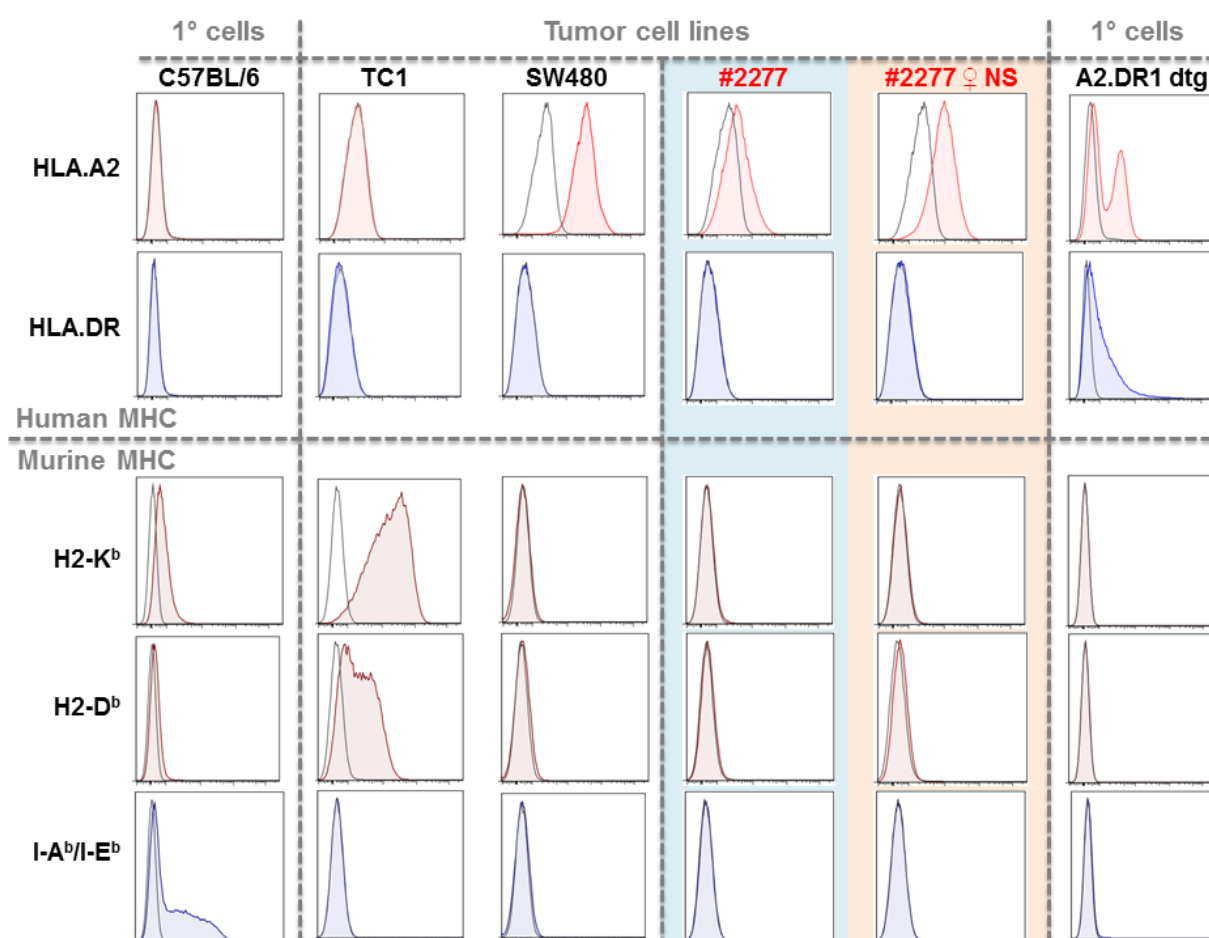 1° cells Tumor cell lines 1° cells
C57BL/6 TC1 SW480 #2277 #2277 ♀ NS A2.DR1 dtg
HLA.A2
HLA.DR
Human MHC
Murine MHC
H2-Kᵇ
H2-Dᵇ
I-Aᵇ/I-Eᵇ